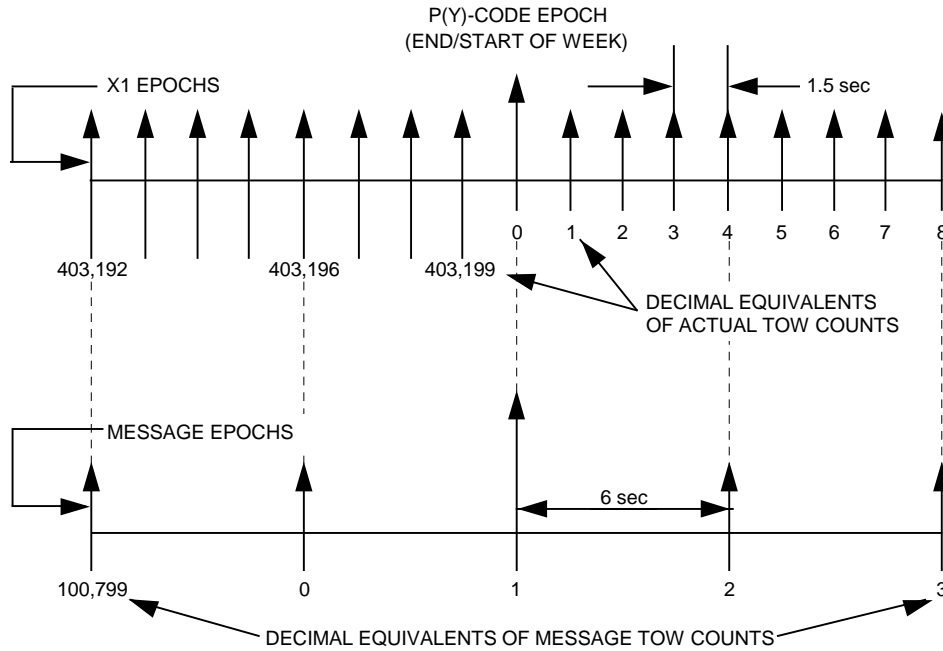 P(Y)-CODE EPOCH
(END/START OF WEEK)
X1 EPOCHS
1.5 sec
0 1 2 3 4 5 6 7 8
403,192 403,196 403,199
DECIMAL EQUIVALENTS
OF ACTUAL TOW COUNTS
MESSAGE EPOCHS
6 sec
100,799 0 1 2 3
DECIMAL EQUIVALENTS OF MESSAGE TOW COUNTS